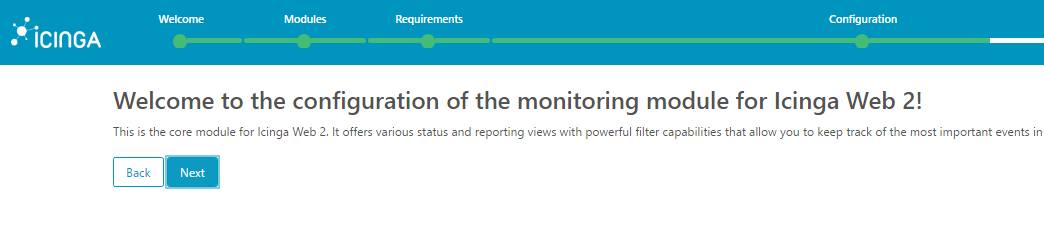 Welcome
Modules
Requirements
Configuration
iCINGA
Welcome to the configuration of the monitoring module for Icinga Web 2!
This is the core module for Icinga Web 2. It offers various status and reporting views with powerful filter capabilities that allow you to keep track of the most important events in
Back
Next